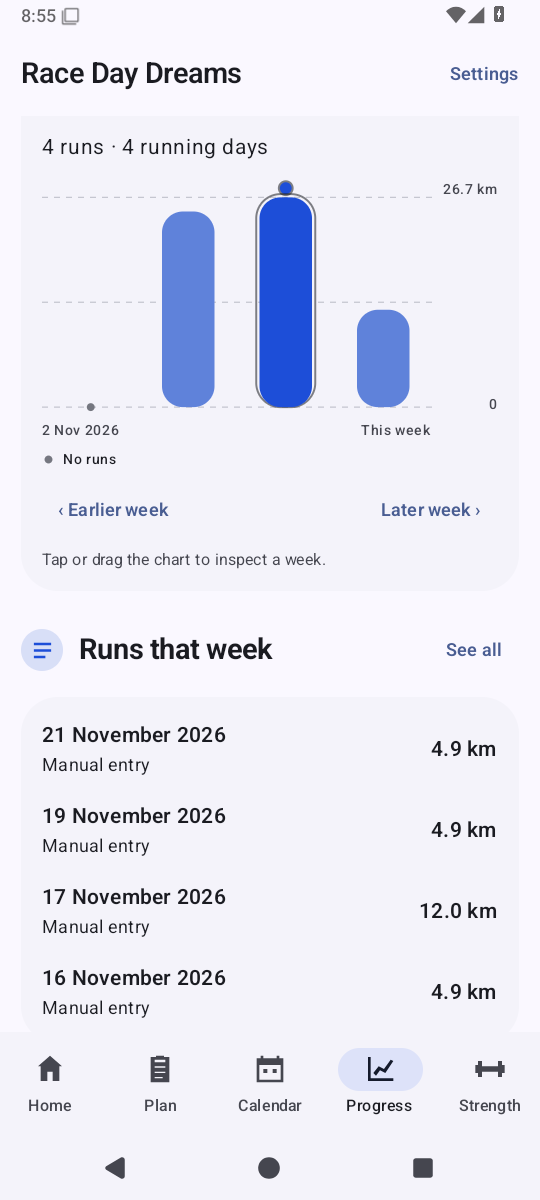 8:55
Race Day Dreams
Settings
4 runs · 4 running days
26.7 km
0
2 Nov 2026
This week
No runs
‹ Earlier week
Later week ›
Tap or drag the chart to inspect a week.
Runs that week
See all
21 November 2026
Manual entry
4.9 km
19 November 2026
Manual entry
4.9 km
17 November 2026
Manual entry
12.0 km
16 November 2026
Manual entry
4.9 km
Home
Plan
Calendar
Progress
Strength